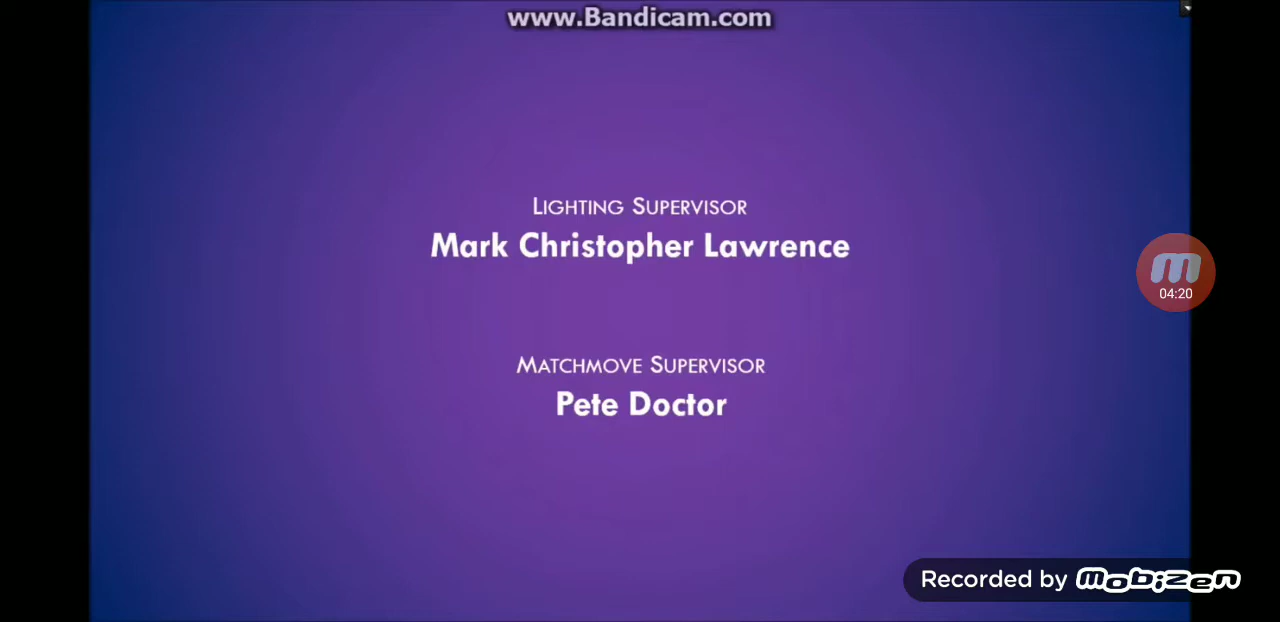 www.Bandicam.com
LIGHTING SUPERVISOR
Mark Christopher Lawrence
04:20
MATCHMOVE SUPERVISOR
Pete Doctor
Recorded by mobizen